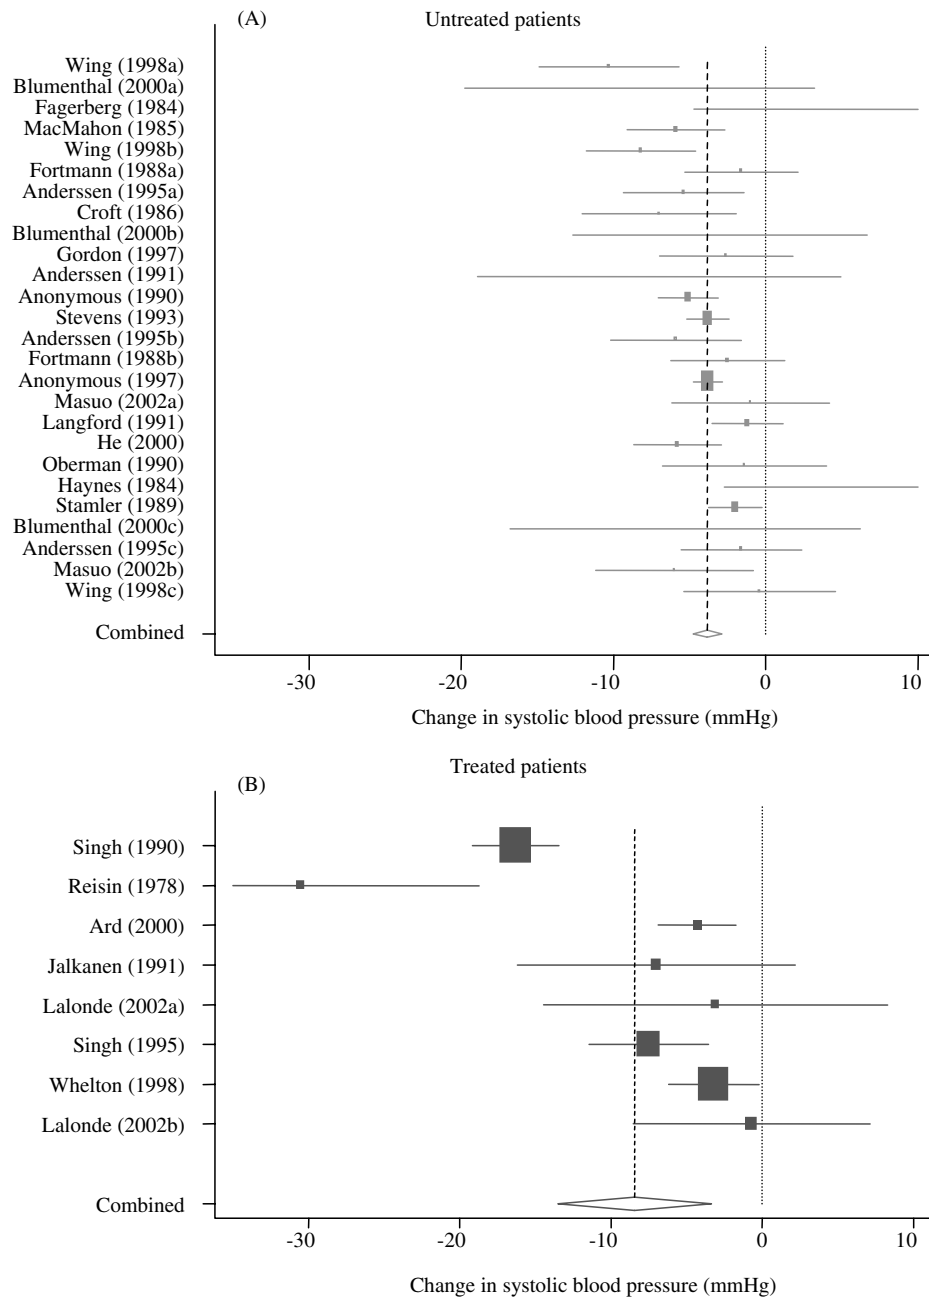 (A)
Untreated patients
Wing (1998a)
Blumenthal (2000a)
Fagerberg (1984)
MacMahon (1985)
Wing (1998b)
Fortmann (1988a)
Anderssen (1995a)
Croft (1986)
Blumenthal (2000b)
Gordon (1997)
Anderssen (1991)
Anonymous (1990)
Stevens (1993)
Anderssen (1995b)
Fortmann (1988b)
Anonymous (1997)
Masuo (2002a)
Langford (1991)
He (2000)
Oberman (1990)
Haynes (1984)
Stamler (1989)
Blumenthal (2000c)
Anderssen (1995c)
Masuo (2002b)
Wing (1998c)
Combined
-30 -20 -10 0 10
Change in systolic blood pressure (mmHg)
Treated patients
(B)
Singh (1990)
Reisin (1978)
Ard (2000)
Jalkanen (1991)
Lalonde (2002a)
Singh (1995)
Whelton (1998)
Lalonde (2002b)
Combined
-30 -20 -10 0 10
Change in systolic blood pressure (mmHg)